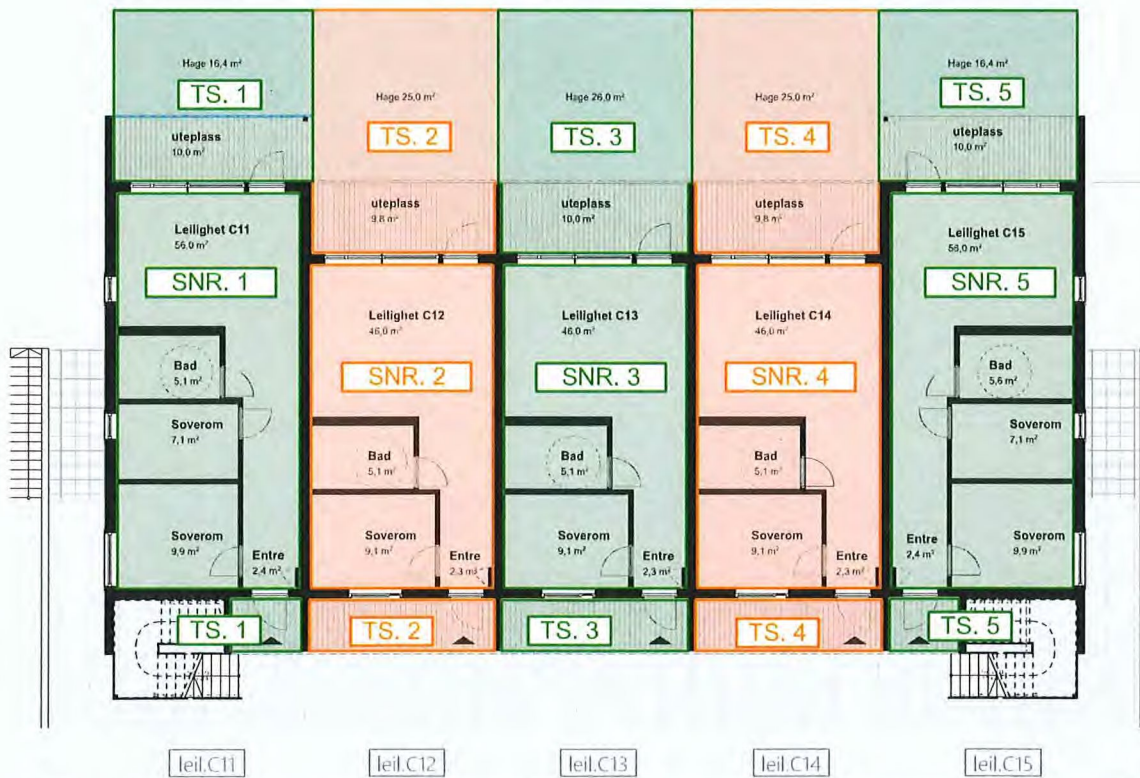 Hage 16,4 m²
TS. 1
uteplass
10,0 m²
Leilighet C11
56,0 m²
SNR. 1
Bad
5,1 m²
Soverom
7,1 m²
Soverom
9,9 m²
Entre
2,4 m²
TS. 1
leil.C11
Hage 25,0 m²
TS. 2
uteplass
9,8 m²
Leilighet C12
46,0 m²
SNR. 2
Bad
5,1 m²
Soverom
9,1 m²
Entre
2,3 m²
TS. 2
leil.C12
Hage 26,0 m²
TS. 3
uteplass
10,0 m²
Leilighet C13
46,0 m²
SNR. 3
Bad
5,1 m²
Soverom
9,1 m²
Entre
2,3 m²
TS. 3
leil.C13
Hage 25,0 m²
TS. 4
uteplass
9,8 m²
Leilighet C14
46,0 m²
SNR. 4
Bad
5,1 m²
Soverom
9,1 m²
Entre
2,3 m²
TS. 4
leil.C14
Hage 16,4 m²
TS. 5
uteplass
10,0 m²
Leilighet C15
56,0 m²
SNR. 5
Bad
5,6 m²
Soverom
7,1 m²
Soverom
9,9 m²
Entre
2,4 m²
TS. 5
leil.C15